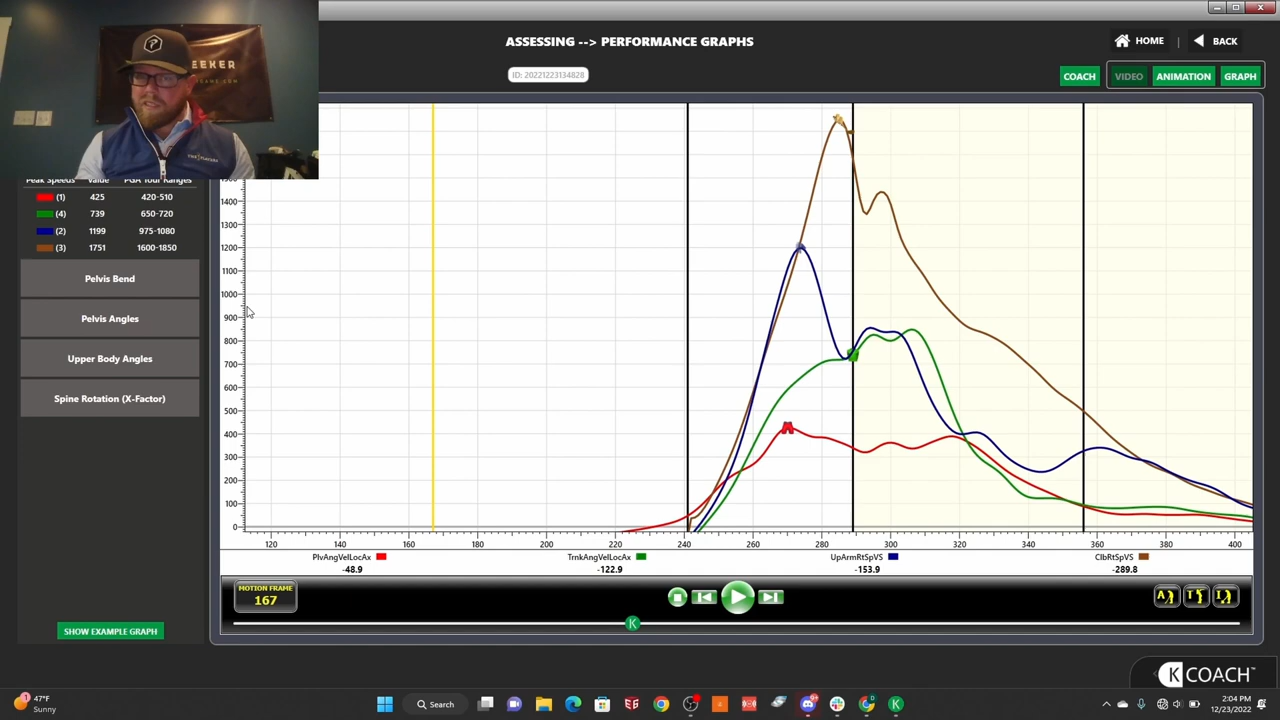 ASSESSING --> PERFORMANCE GRAPHS
HOME | BACK
ID: 20221223134828
COACH VIDEO ANIMATION GRAPH
EEKER
Peak Speeds Value PGA Tour Ranges
(1) 425 420-510
(4) 739 650-720
(2) 1199 975-1080
(3) 1751 1600-1850
Pelvis Bend
Pelvis Angles
Upper Body Angles
Spine Rotation (X-Factor)
SHOW EXAMPLE GRAPH
1400
1300
1200
1100
1000
900
800
700
600
500
400
300
200
100
0
120 140 160 180 200 220 240 260 280 300 320 340 360 380 400
PlvAngVelLocAx TrnkAngVelLocAx UpArmRtSpVS ClbRtSpVS
-48.9 -122.9 -153.9 -289.8
MOTION FRAME
167
A T I
K
K COACH
1 47°F
Sunny
Search
2:04 PM
12/23/2022